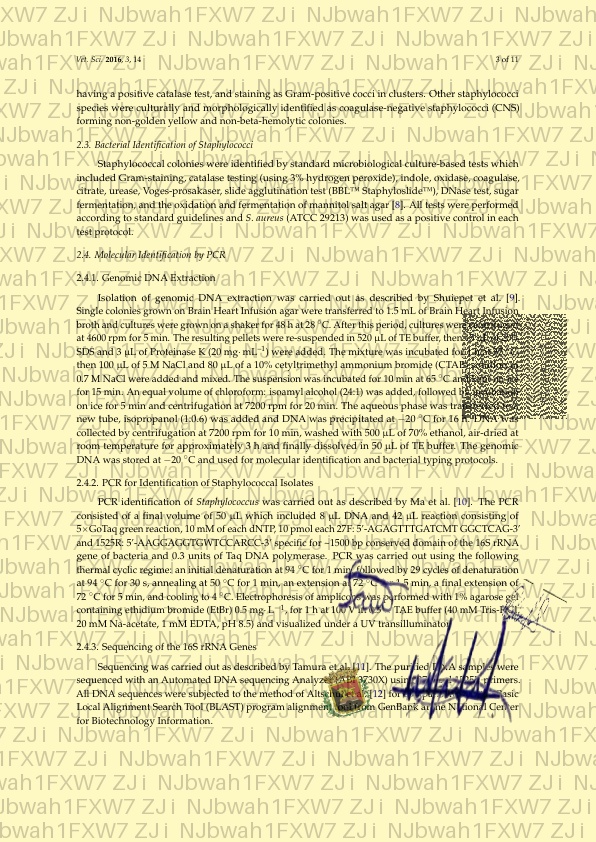 Vet. Sci. 2016, 3, 14 3 of 11
having a positive catalase test, and staining as Gram-positive cocci in clusters. Other staphylococci
species were culturally and morphologically identified as coagulase-negative staphylococci (CNS)
forming non-golden yellow and non-beta-hemolytic colonies.
2.3. Bacterial Identification of Staphylococci
Staphylococcal colonies were identified by standard microbiological culture-based tests which
included Gram-staining, catalase testing (using 3% hydrogen peroxide), indole, oxidase, coagulase,
citrate, urease, Voges-prosakaser, slide agglutination test (BBL™ Staphyloslide™), DNase test, sugar
fermentation, and the oxidation and fermentation of mannitol salt agar [8]. All tests were performed
according to standard guidelines and S. aureus (ATCC 29213) was used as a positive control in each
test protocol.
2.4. Molecular Identification by PCR
2.4.1. Genomic DNA Extraction
Isolation of genomic DNA extraction was carried out as described by Shuiepet et al. [9].
Single colonies grown on Brain Heart Infusion agar were transferred to 1.5 mL of Brain Heart Infusion
broth and cultures were grown on a shaker for 48 h at 28 °C. After this period, cultures were
at 4600 rpm for 5 min. The resulting pellets were re-suspended in 520 µL of TE buffer, then
SDS and 3 µL of Proteinase K (20 mg·mL−1) were added. The mixture was incubated for
then 100 µL of 5 M NaCl and 80 µL of a 10% cetyltrimethyl ammonium bromide (CTAB)
0.7 M NaCl were added and mixed. The suspension was incubated for 10 min at 65 °C
for 15 min. An equal volume of chloroform: isoamyl alcohol (24:1) was added, followed
on ice for 5 min and centrifugation at 7200 rpm for 20 min. The aqueous phase was
new tube, isopropanol (1:0.6) was added and DNA was precipitated at −20 °C for 16 h. DNA was
collected by centrifugation at 7200 rpm for 10 min, washed with 500 µL of 70% ethanol, air-dried at
room temperature for approximately 3 h and finally dissolved in 50 µL of TE buffer. The genomic
DNA was stored at −20 °C and used for molecular identification and bacterial typing protocols.
2.4.2. PCR for Identification of Staphylococcal Isolates
PCR identification of Staphylococcus was carried out as described by Ma et al. [10]. The PCR
consisted of a final volume of 50 µL which included 8 µL DNA and 42 µL reaction consisting of
5×GoTaq green reaction, 10 mM of each dNTP, 10 pmol each 27F: 5′-AGAGTTTGATCMT GGCTCAG-3′
and 1525R: 5′-AAGGAGGTGWTCCARCC-3′ specific for ~1500 bp conserved domain of the 16S rRNA
gene of bacteria and 0.3 units of Taq DNA polymerase. PCR was carried out using the following
thermal cyclic regime: an initial denaturation at 94 °C for 1 min followed by 29 cycles of denaturation
at 94 °C for 30 s, annealing at 50 °C for 1 min, an extension at 72 °C 1.5 min, a final extension of
72 °C for 5 min, and cooling to 4 °C. Electrophoresis of amplicons was performed with 1% agarose gel
containing ethidium bromide (EtBr) 0.5 mg·L−1, for 1 h at 100 V in TAE buffer (40 mM
20 mM Na-acetate, 1 mM EDTA, pH 8.5) and visualized under a UV transilluminator.
2.4.3. Sequencing of the 16S rRNA Genes
Sequencing was carried out as described by Tamura et al. [11]. The purified DNA samples were
sequenced with an Automated DNA sequencing Analyzer 3730X) using primers.
All DNA sequences were subjected to the method of [12] for Basic
Local Alignment Search Tool (BLAST) program alignment from GenBank at the National Center
for Biotechnology Information.